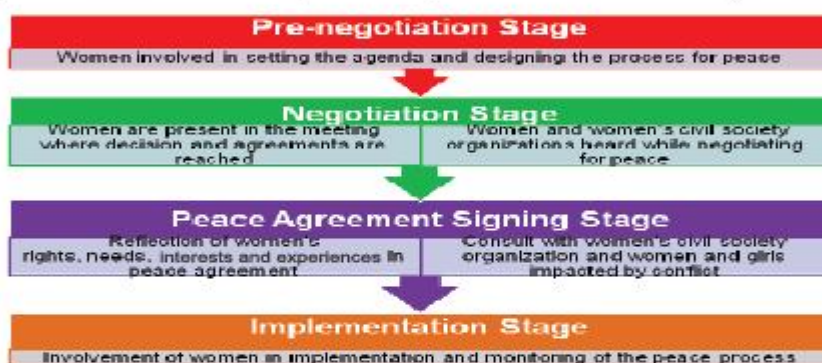 Pre-negotiation Stage
Women involved in setting the agenda and designing the process for peace
Negotiation Stage
Women are present in the meeting
where decision and agreements are
reached
Women and women's civil society
organizations heard while negotiating
for peace
Peace Agreement Signing Stage
Reflection of women's
rights, needs, interests and experiences in
peace agreement
Consult with women's civil society
organization and women and girls
impacted by conflict
Implementation Stage
Involvement of women in implementation and monitoring of the peace process